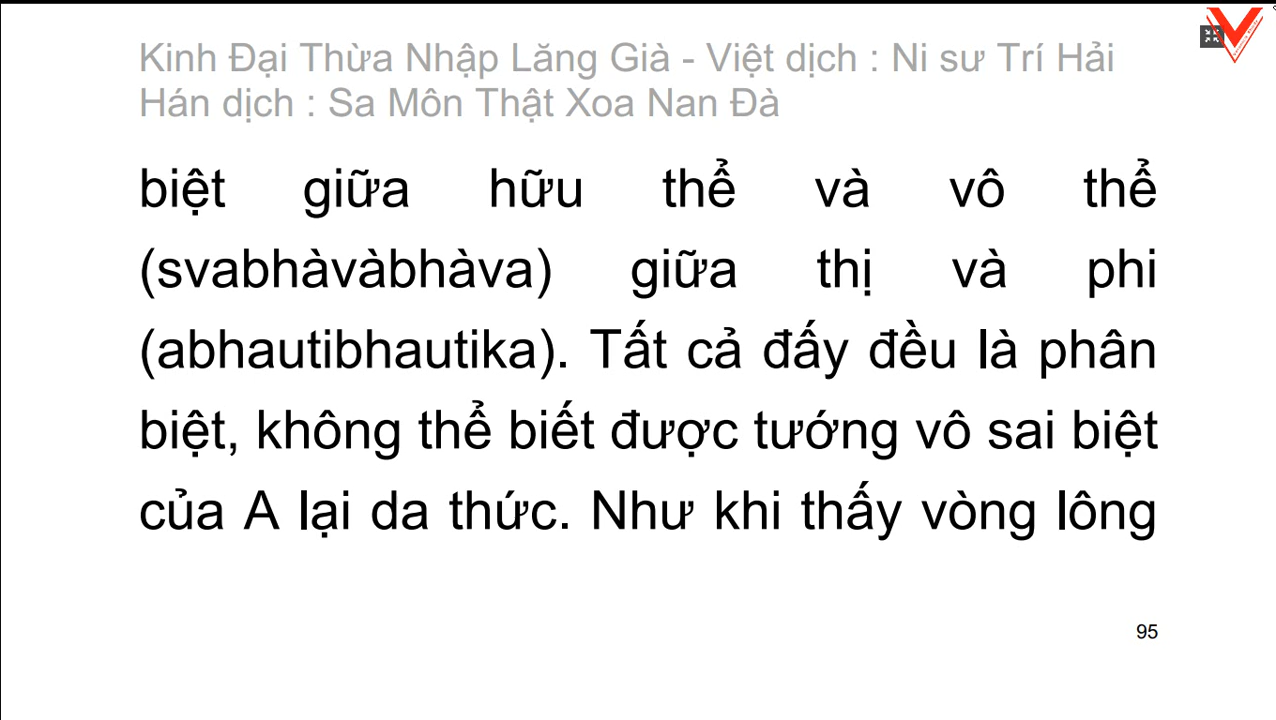 Kinh Đại Thừa Nhập Lăng Già - Việt dịch : Ni sư Trí Hải
Hán dịch : Sa Môn Thật Xoa Nan Đà
biệt giữa hữu thể và vô thể
(svabhàvàbhàva) giữa thị và phi
(abhautibhautika). Tất cả đấy đều là phân
biệt, không thể biết được tướng vô sai biệt
của A lại da thức. Như khi thấy vòng lông
95